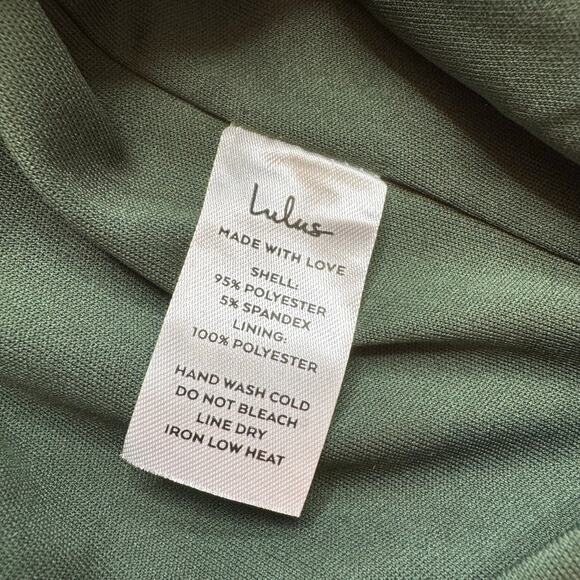 Lulus
MADE WITH LOVE
SHELL:
95% POLYESTER
5% SPANDEX
LINING:
100% POLYESTER
HAND WASH COLD
DO NOT BLEACH
LINE DRY
IRON LOW HEAT